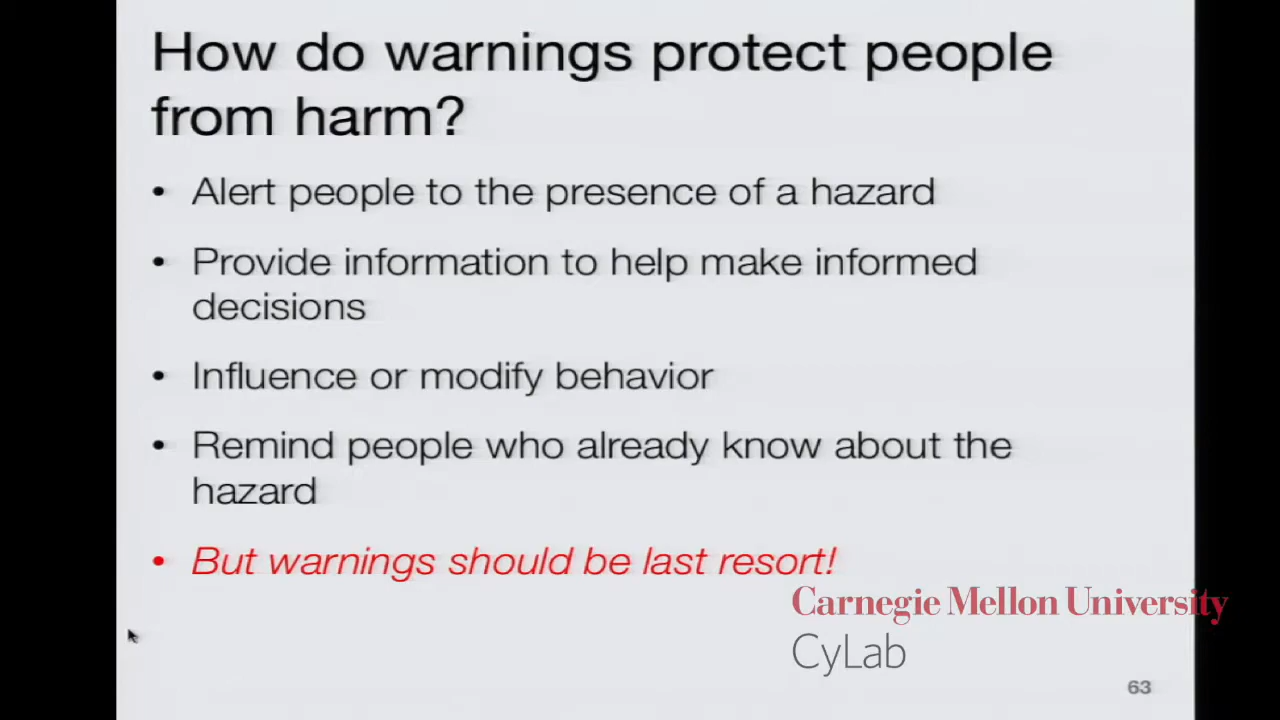 How do warnings protect people
from harm?
• Alert people to the presence of a hazard
• Provide information to help make informed
decisions
• Influence or modify behavior
• Remind people who already know about the
hazard
• But warnings should be last resort!
Carnegie Mellon University
CyLab
63